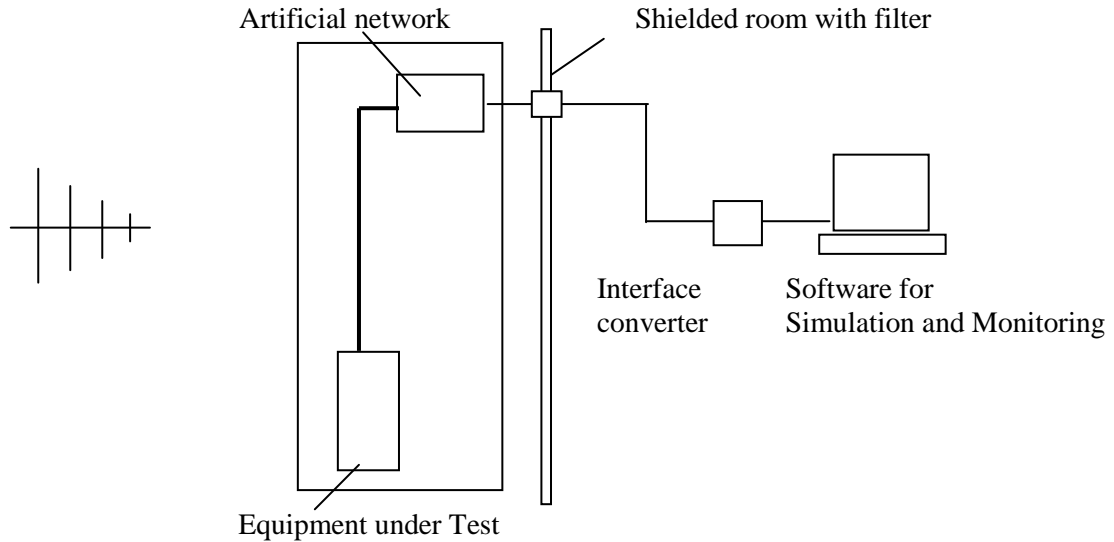 Artificial network
Shielded room with filter
Interface
converter
Software for
Simulation and Monitoring
Equipment under Test